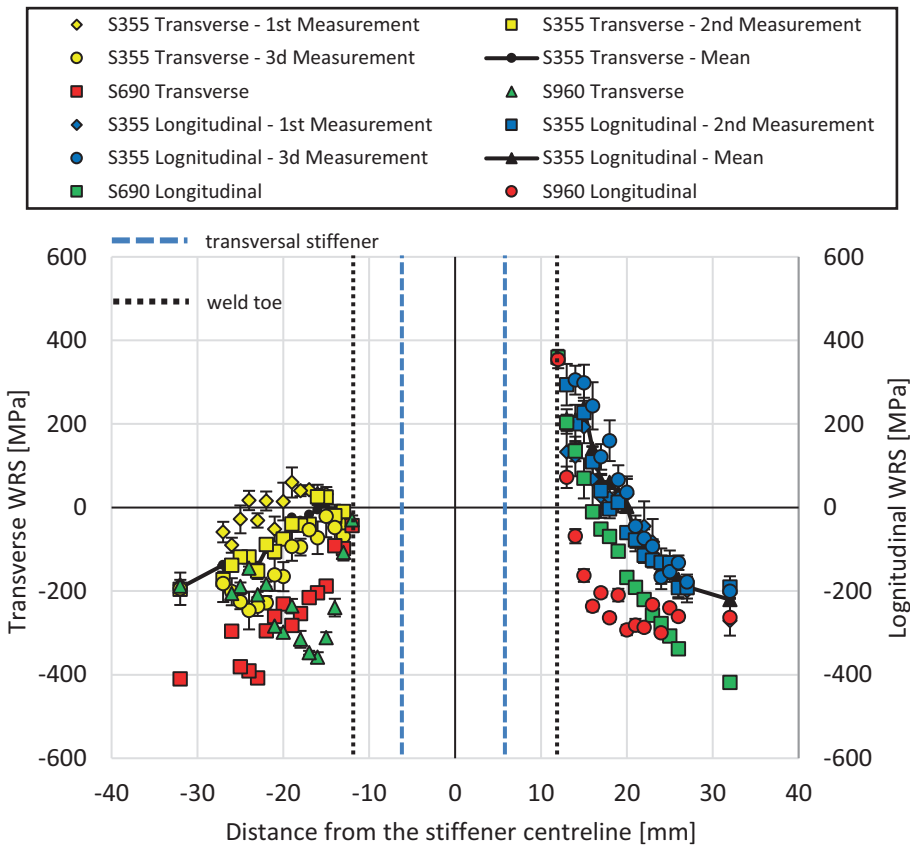 S355 Transverse - 1st Measurement
S355 Transverse - 2nd Measurement
S355 Transverse - 3d Measurement
S355 Transverse - Mean
S690 Transverse
S960 Transverse
S355 Longitudinal - 1st Measurement
S355 Lognitudinal - 2nd Measurement
S355 Lognitudinal - 3d Measurement
S355 Lognitudinal - Mean
S690 Longitudinal
S960 Longitudinal
transversal stiffener
weld toe
600
400
200
0
-200
-400
-600
Transverse WRS [MPa]
600
400
200
0
-200
-400
-600
Lognitudinal WRS [MPa]
-40 -30 -20 -10 0 10 20 30 40
Distance from the stiffener centreline [mm]